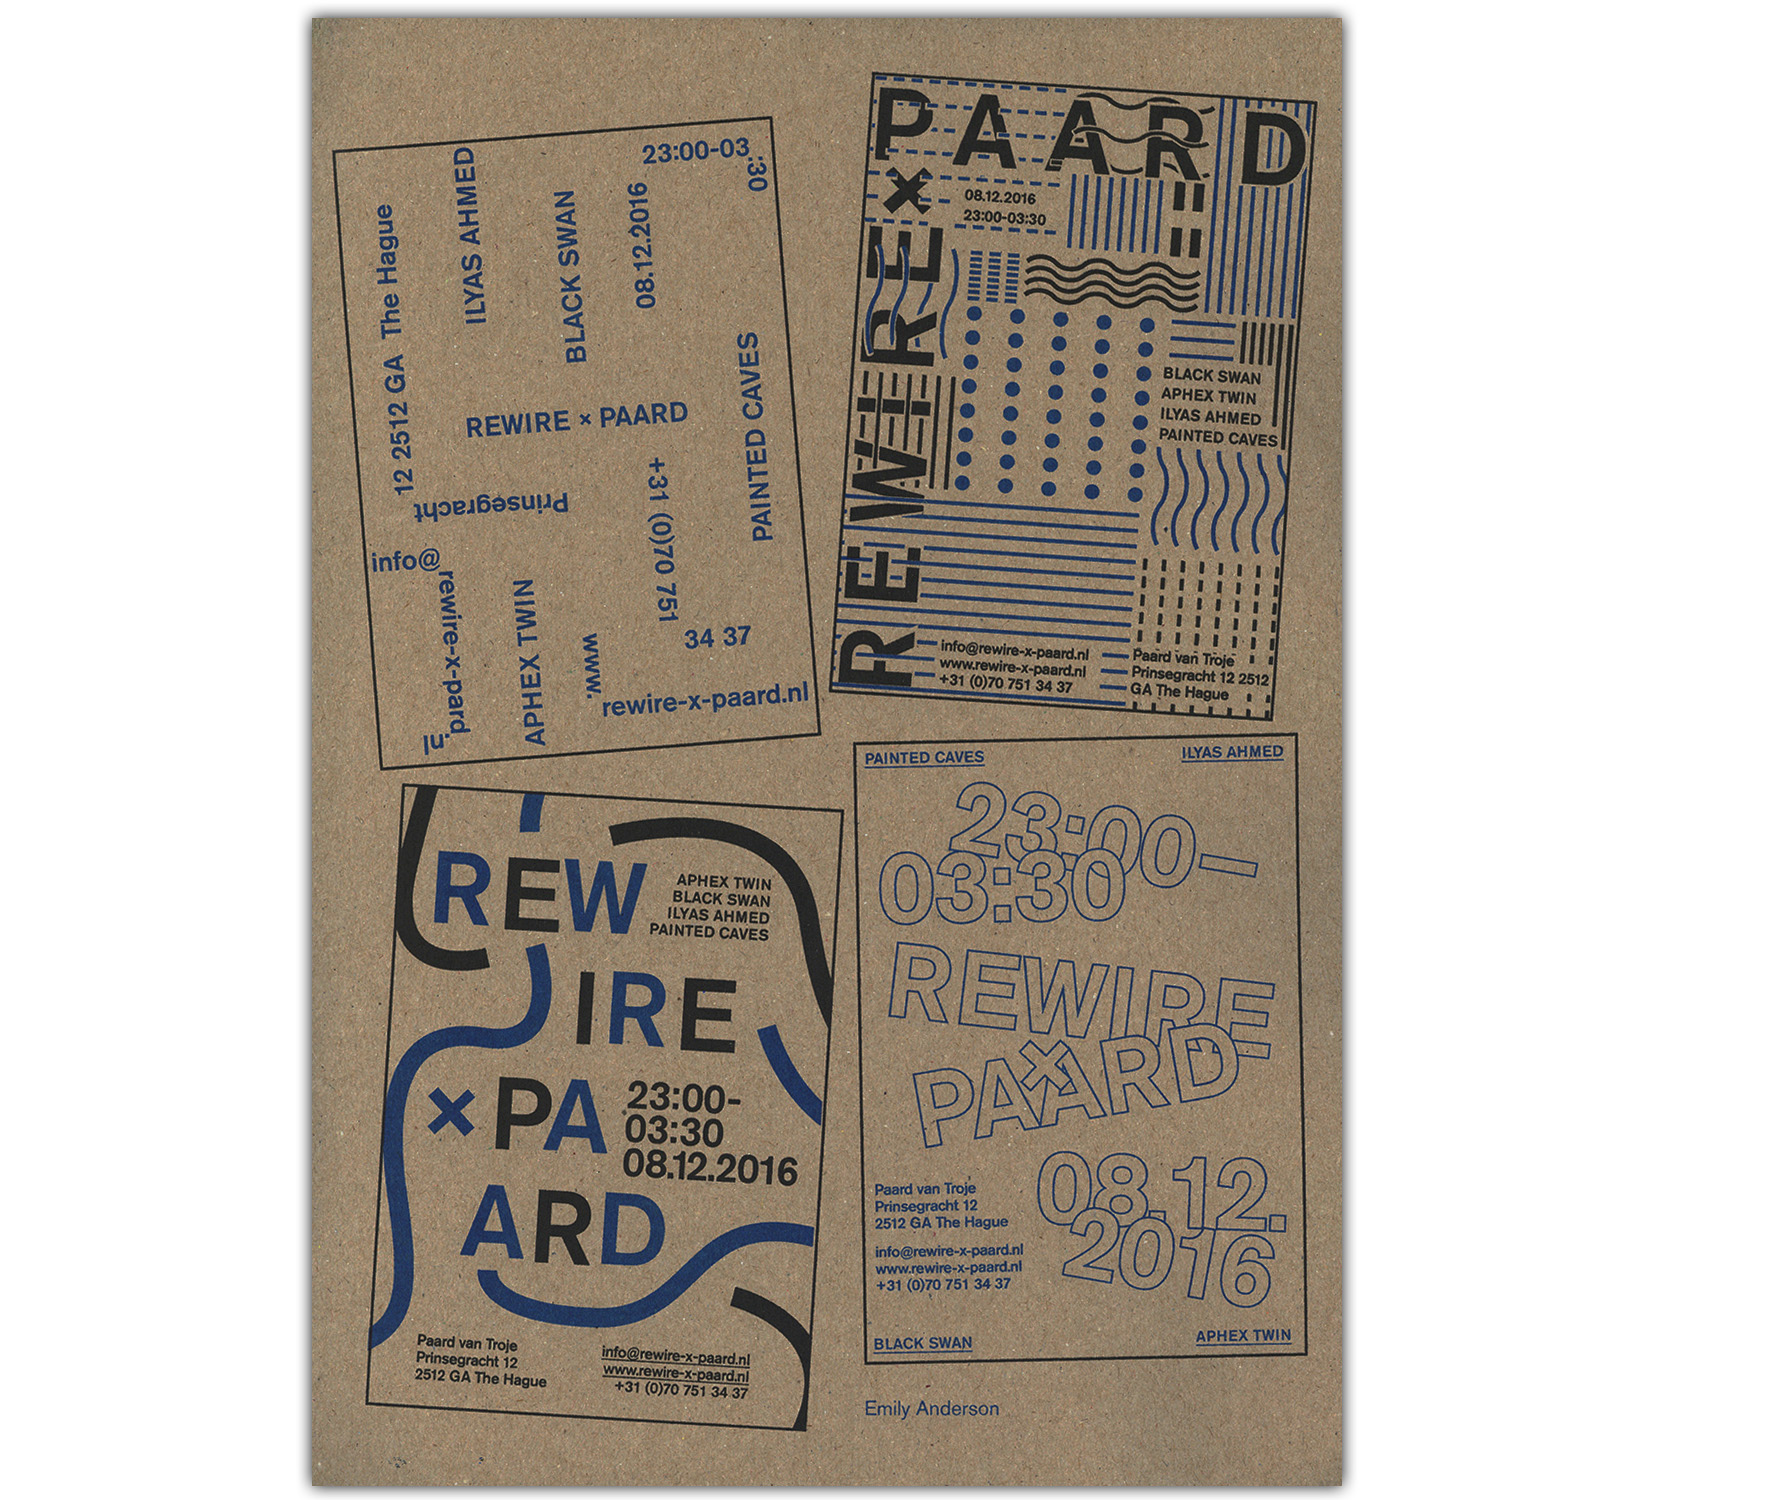 23:00-03
:30
12 2512 GA The Hague
ILYAS AHMED
BLACK SWAN
08.12.2016
REWIRE × PAARD
PAINTED CAVES
Prinsegracht
+31 (0)70 751
34 37
info@
rewire-x-pard.
nl
APHEX TWIN
www.
rewire-x-paard.nl
PAARD
×
REWIRE
08.12.2016
23:00-03:30
BLACK SWAN
APHEX TWIN
ILYAS AHMED
PAINTED CAVES
info@rewire-x-paard.nl
www.rewire-x-paard.nl
+31 (0)70 751 34 37
Paard van Troje
Prinsegracht 12 2512
GA The Hague
REW
APHEX TWIN
BLACK SWAN
ILYAS AHMED
PAINTED CAVES
IRE
× PA
23:00-
03:30
08.12.2016
ARD
Paard van Troje
Prinsegracht 12
2512 GA The Hague
info@rewire-x-paard.nl
www.rewire-x-paard.nl
+31 (0)70 751 34 37
PAINTED CAVES
ILYAS AHMED
23:00–
03:30
REWIRE
×
PAARD
08.12.
2016
Paard van Troje
Prinsegracht 12
2512 GA The Hague
info@rewire-x-paard.nl
www.rewire-x-paard.nl
+31 (0)70 751 34 37
BLACK SWAN
APHEX TWIN
Emily Anderson